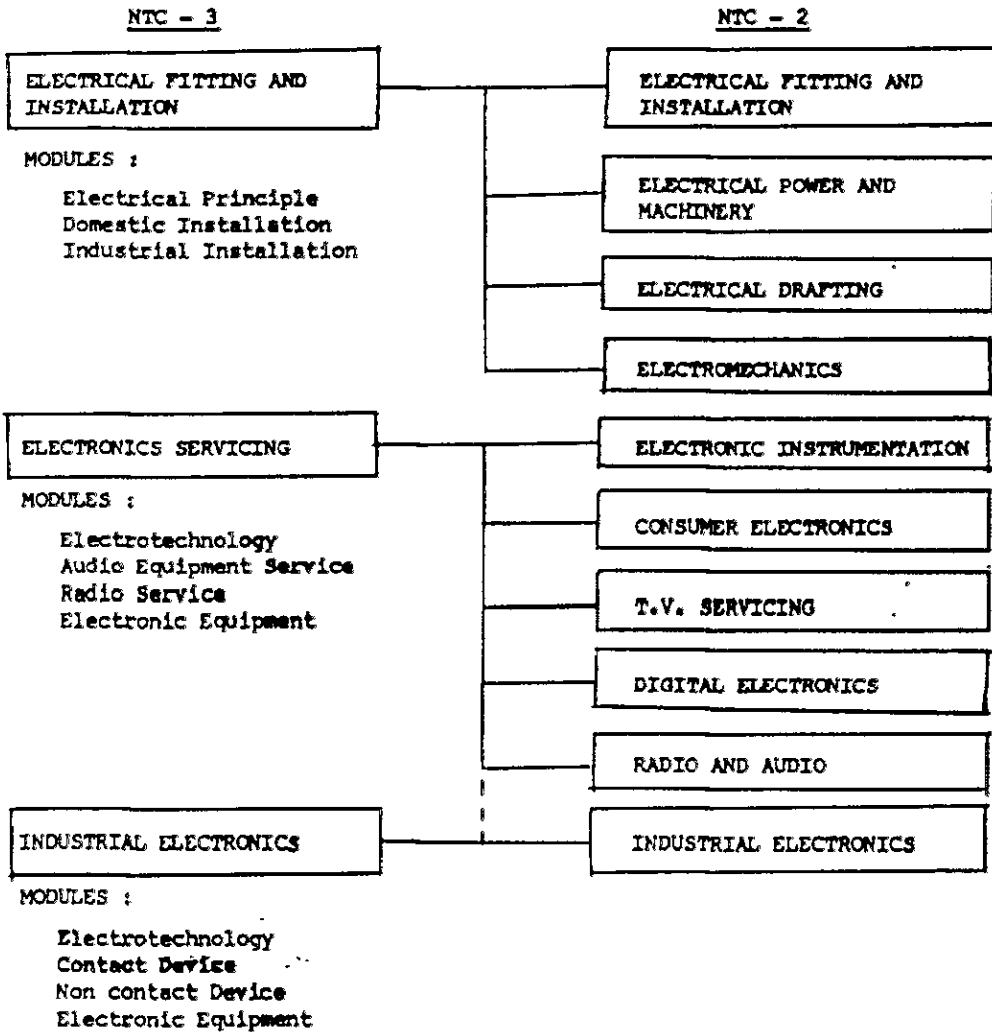 NTC - 3
NTC - 2
ELECTRICAL FITTING AND
INSTALLATION
MODULES :
Electrical Principle
Domestic Installation
Industrial Installation
ELECTRICAL FITTING AND
INSTALLATION
ELECTRICAL POWER AND
MACHINERY
ELECTRICAL DRAFTING
ELECTROMECHANICS
ELECTRONICS SERVICING
MODULES :
Electrotechnology
Audio Equipment Service
Radio Service
Electronic Equipment
ELECTRONIC INSTRUMENTATION
CONSUMER ELECTRONICS
T.V. SERVICING
DIGITAL ELECTRONICS
RADIO AND AUDIO
INDUSTRIAL ELECTRONICS
MODULES :
Electrotechnology
Contact Device
Non contact Device
Electronic Equipment
INDUSTRIAL ELECTRONICS